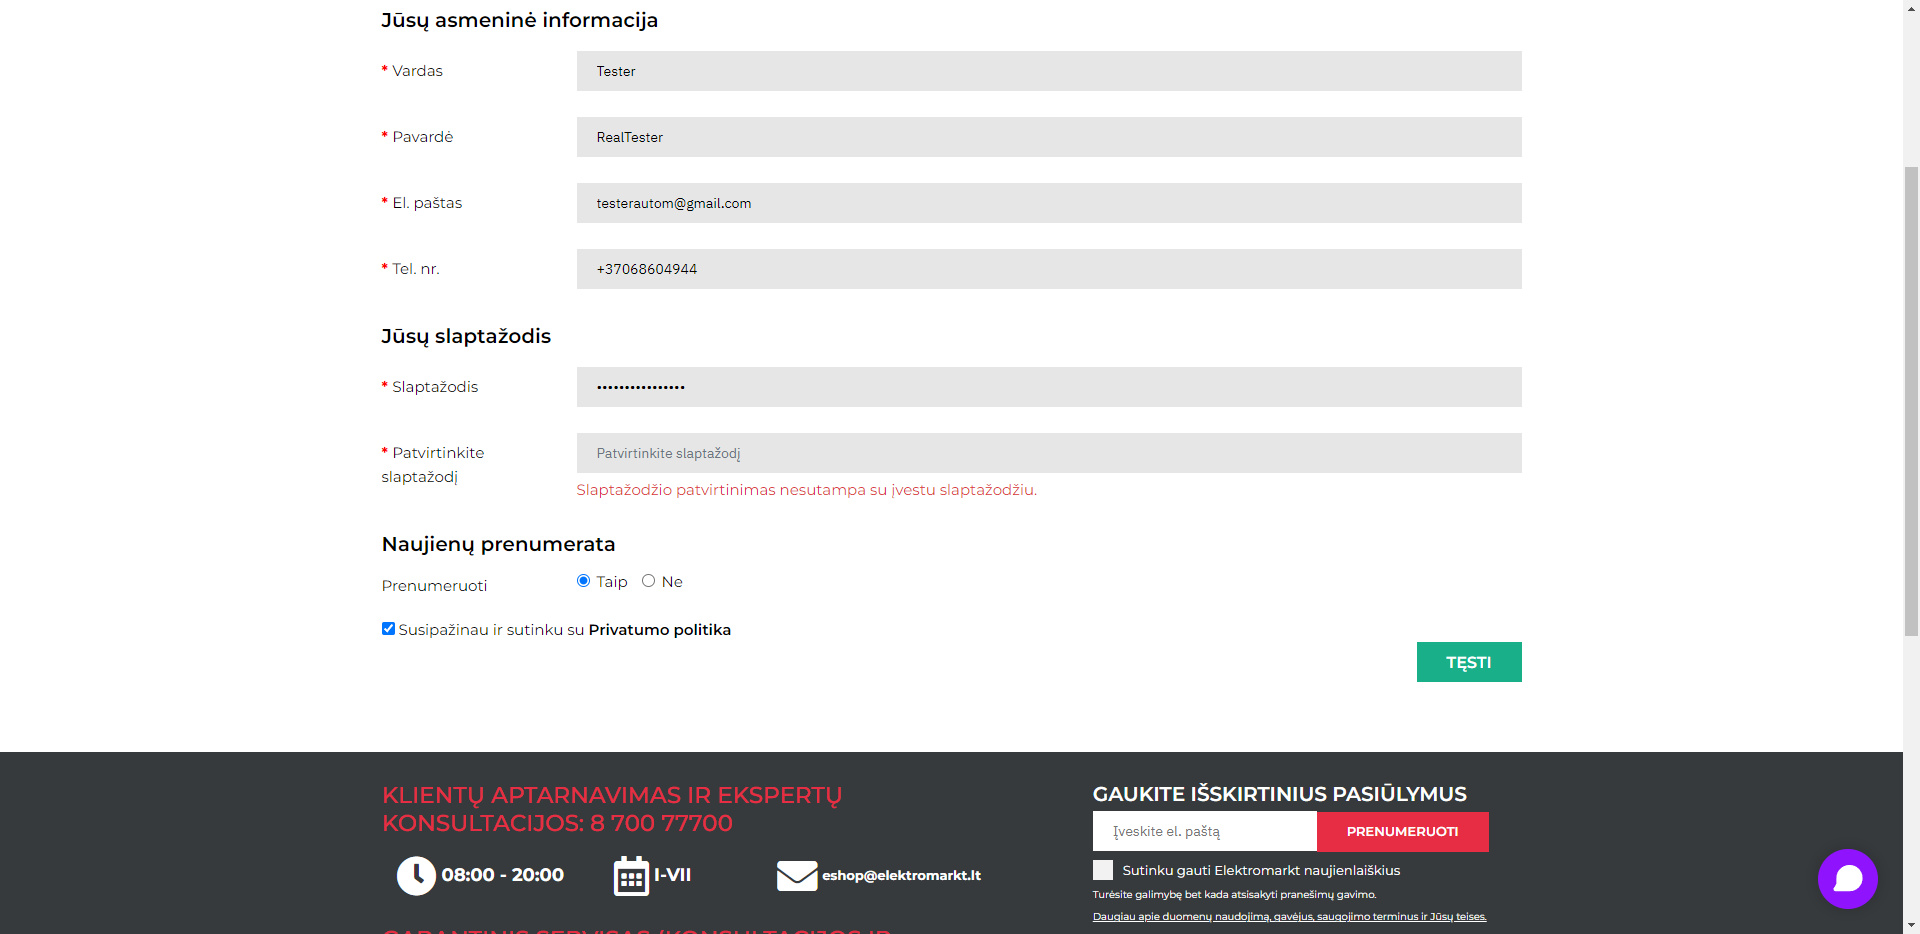 Jūsų asmeninė informacija
* Vardas
Tester
* Pavardė
RealTester
* El. paštas
testerautom@gmail.com
* Tel. nr.
+37068604944
Jūsų slaptažodis
* Slaptažodis
••••••••••••••••
* Patvirtinkite slaptažodį
Patvirtinkite slaptažodį
Slaptažodžio patvirtinimas nesutampa su įvestu slaptažodžiu.
Naujienų prenumerata
Prenumeruoti
Taip Ne
Susipažinau ir sutinku su Privatumo politika
TĘSTI
KLIENTŲ APTARNAVIMAS IR EKSPERTŲ
KONSULTACIJOS: 8 700 77700
08:00 - 20:00
I-VII
eshop@elektromarkt.lt
GAUKITE IŠSKIRTINIUS PASIŪLYMUS
Įveskite el. paštą
PRENUMERUOTI
Sutinku gauti Elektromarkt naujienlaiškius
Turėsite galimybę bet kada atsisakyti pranešimų gavimo.
Daugiau apie duomenų naudojimą, gavėjus, saugojimo terminus ir Jūsų teises.